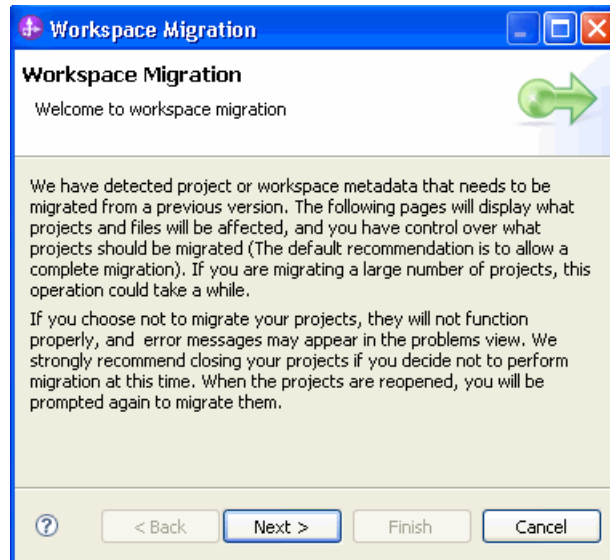 Workspace Migration
Workspace Migration
Welcome to workspace migration
We have detected project or workspace metadata that needs to be
migrated from a previous version. The following pages will display what
projects and files will be affected, and you have control over what
projects should be migrated (The default recommendation is to allow a
complete migration). If you are migrating a large number of projects, this
operation could take a while.
If you choose not to migrate your projects, they will not function
properly, and error messages may appear in the problems view. We
strongly recommend closing your projects if you decide not to perform
migration at this time. When the projects are reopened, you will be
prompted again to migrate them.
? < Back Next > Finish Cancel